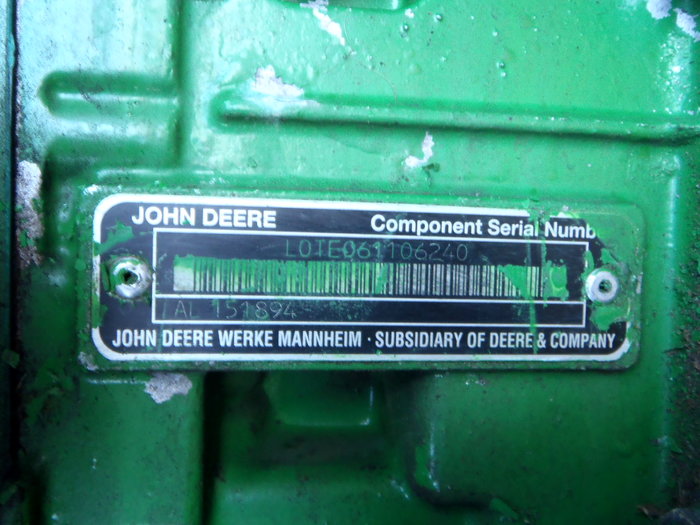 JOHN DEERE
Component Serial Numb
L0TE061106240
AL 151894
JOHN DEERE WERKE MANNHEIM · SUBSIDIARY OF DEERE & COMPANY